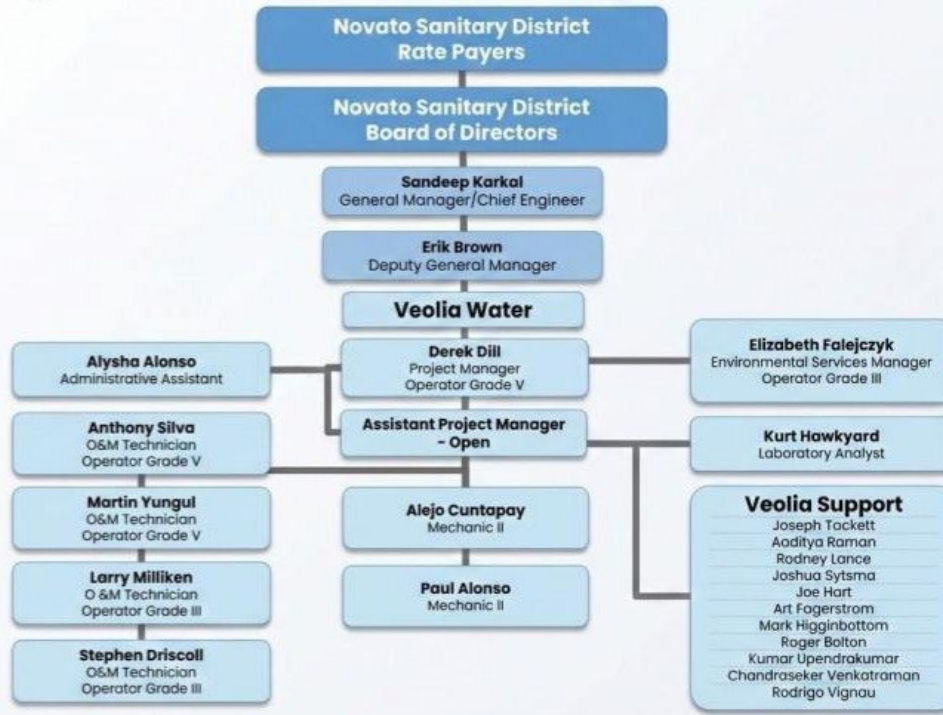 Novato Sanitary District
Rate Payers
Novato Sanitary District
Board of Directors
Sandeep Karkal
General Manager/Chief Engineer
Erik Brown
Deputy General Manager
Veolia Water
Derek Dill
Project Manager
Operator Grade V
Assistant Project Manager
- Open
Alysha Alonso
Administrative Assistant
Anthony Silva
O&M Technician
Operator Grade V
Martin Yungul
O&M Technician
Operator Grade V
Larry Milliken
O &M Technician
Operator Grade III
Stephen Driscoll
O&M Technician
Operator Grade III
Alejo Cuntapay
Mechanic II
Paul Alonso
Mechanic II
Elizabeth Falejczyk
Environmental Services Manager
Operator Grade III
Kurt Hawkyard
Laboratory Analyst
Veolia Support
Joseph Tackett
Aaditya Raman
Rodney Lance
Joshua Sytsma
Joe Hart
Art Fagerstrom
Mark Higginbottom
Roger Bolton
Kumar Upendrakumar
Chandraseker Venkatraman
Rodrigo Vignau